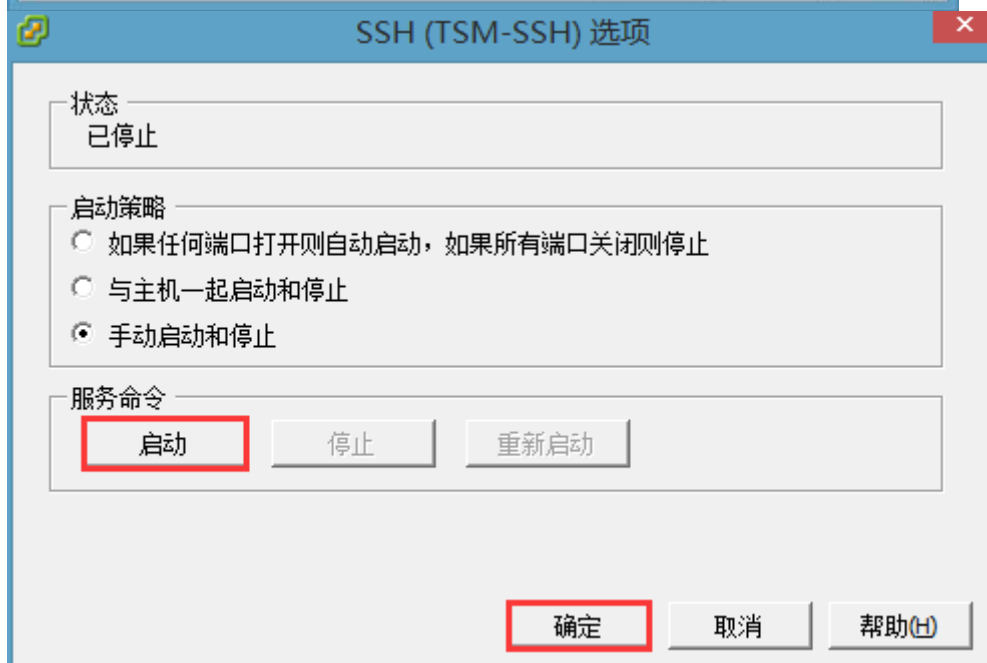 SSH (TSM-SSH) 选项
状态
已停止
启动策略
如果任何端口打开则自动启动，如果所有端口关闭则停止
与主机一起启动和停止
手动启动和停止
服务命令
启动 停止 重新启动
确定 取消 帮助(H)